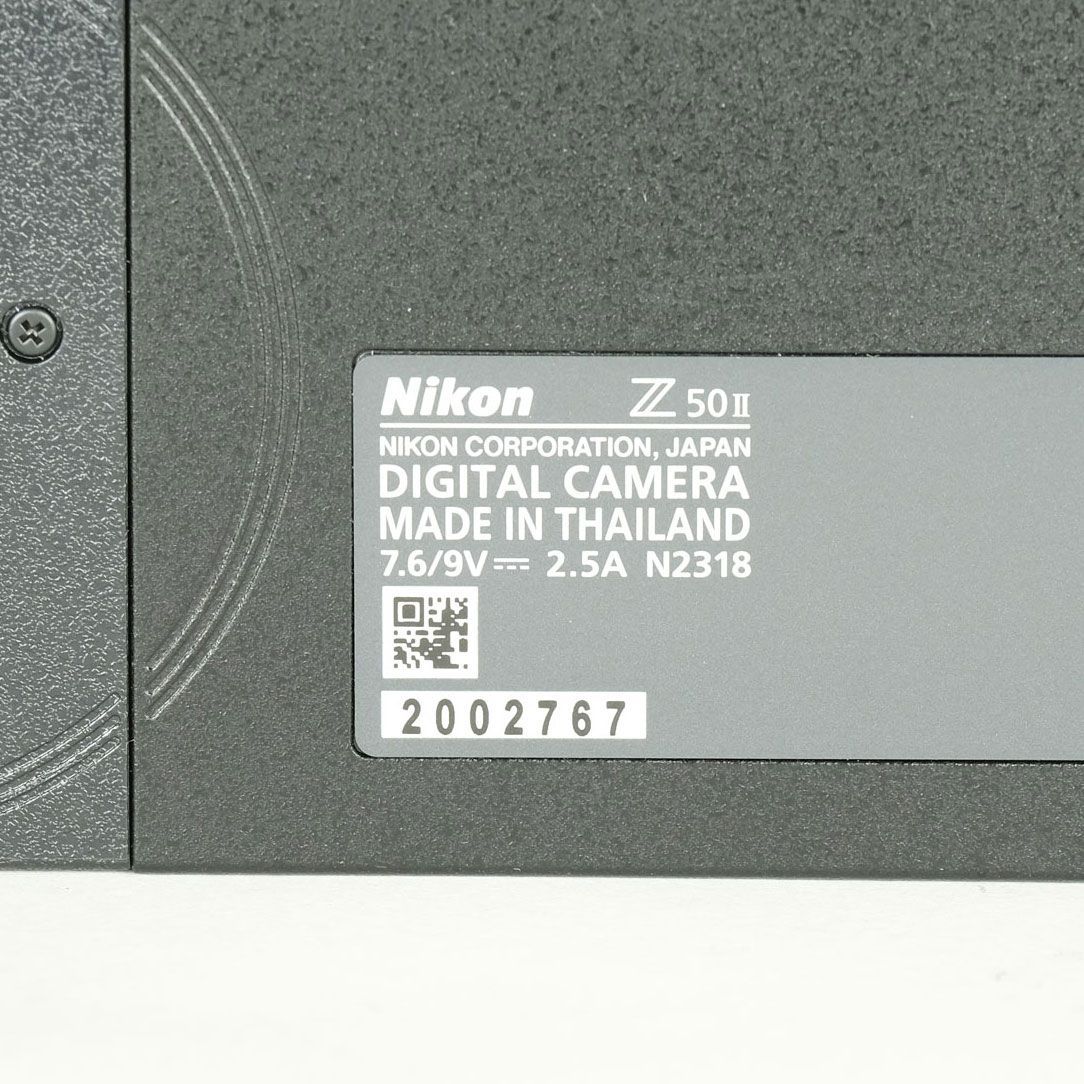 Nikon Z 50II
NIKON CORPORATION, JAPAN
DIGITAL CAMERA
MADE IN THAILAND
7.6/9V⎓ 2.5A N2318
2002767